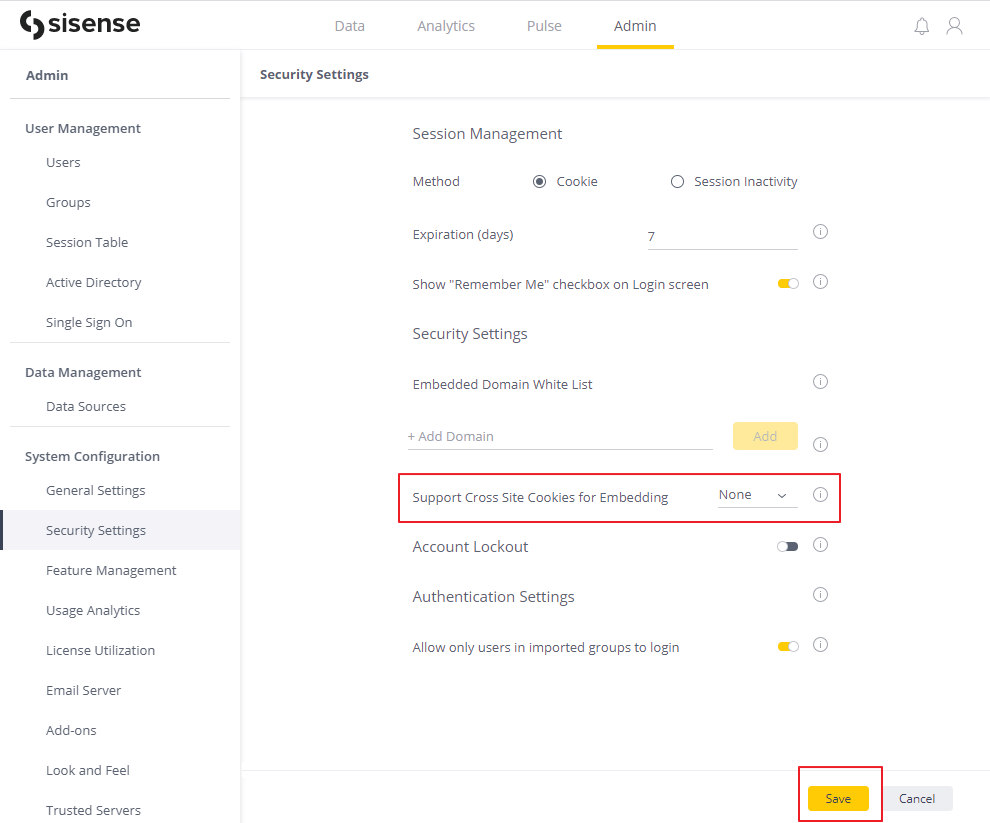 sisense
Data Analytics Pulse Admin
Admin
User Management
Users
Groups
Session Table
Active Directory
Single Sign On
Data Management
Data Sources
System Configuration
General Settings
Security Settings
Feature Management
Usage Analytics
License Utilization
Email Server
Add-ons
Look and Feel
Trusted Servers
Security Settings
Session Management
Method Cookie Session Inactivity
Expiration (days) 7
Show "Remember Me" checkbox on Login screen
Security Settings
Embedded Domain White List
+ Add Domain Add
Support Cross Site Cookies for Embedding None
Account Lockout
Authentication Settings
Allow only users in imported groups to login
Save Cancel